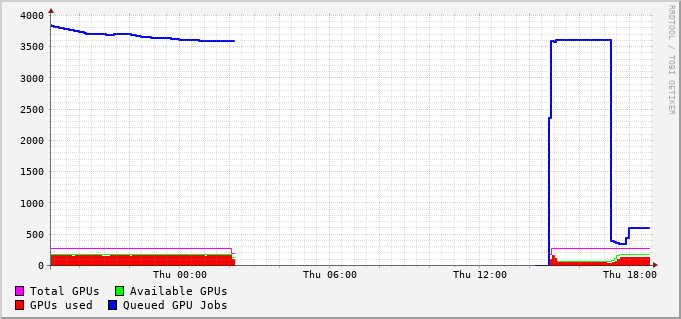 4000
3500
3000
2500
2000
1500
1000
500
0
Thu 00:00 Thu 06:00 Thu 12:00 Thu 18:00
Total GPUs Available GPUs
GPUs used Queued GPU Jobs
RRDTOOL / TOBI OETIKER